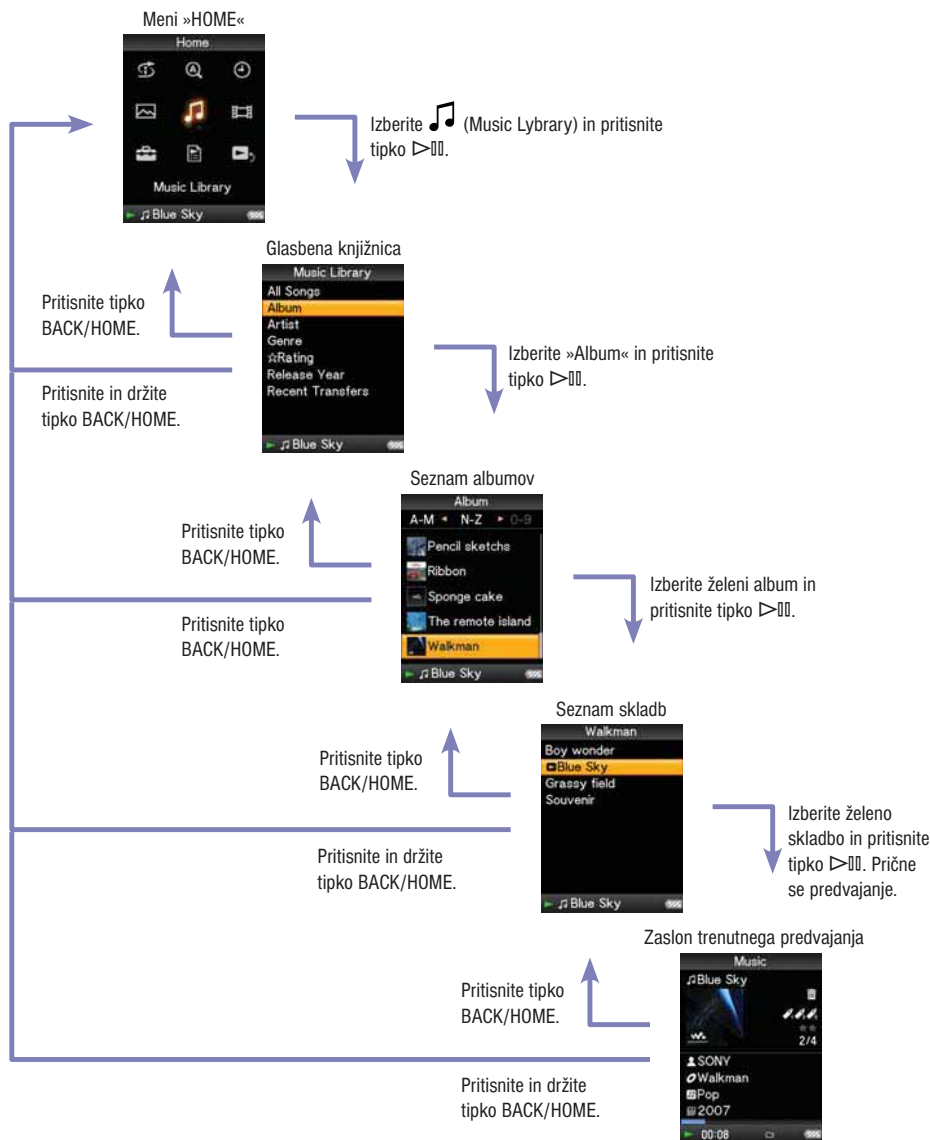 Meni »HOME«
Home
Music Library
Blue Sky
Izberite (Music Lybrary) in pritisnite
tipko
Glasbena knjižnica
Music Library
All Songs
Album
Artist
Genre
☆Rating
Release Year
Recent Transfers
Blue Sky
Pritisnite tipko
BACK/HOME.
Pritisnite in držite
tipko BACK/HOME.
Izberite »Album« in pritisnite
tipko
Seznam albumov
Album
A-M N-Z 0-9
Pencil sketchs
Ribbon
Sponge cake
The remote island
Walkman
Blue Sky
Pritisnite tipko
BACK/HOME.
Pritisnite tipko
BACK/HOME.
Izberite želeni album in
pritisnite tipko
Seznam skladb
Walkman
Boy wonder
Blue Sky
Grassy field
Souvenir
Blue Sky
Pritisnite tipko
BACK/HOME.
Pritisnite in držite
tipko BACK/HOME.
Izberite želeno
skladbo in pritisnite
tipko . Prične
se predvajanje.
Zaslon trenutnega predvajanja
Music
Blue Sky
2/4
SONY
Walkman
Pop
2007
00:08
Pritisnite tipko
BACK/HOME.
Pritisnite in držite
tipko BACK/HOME.